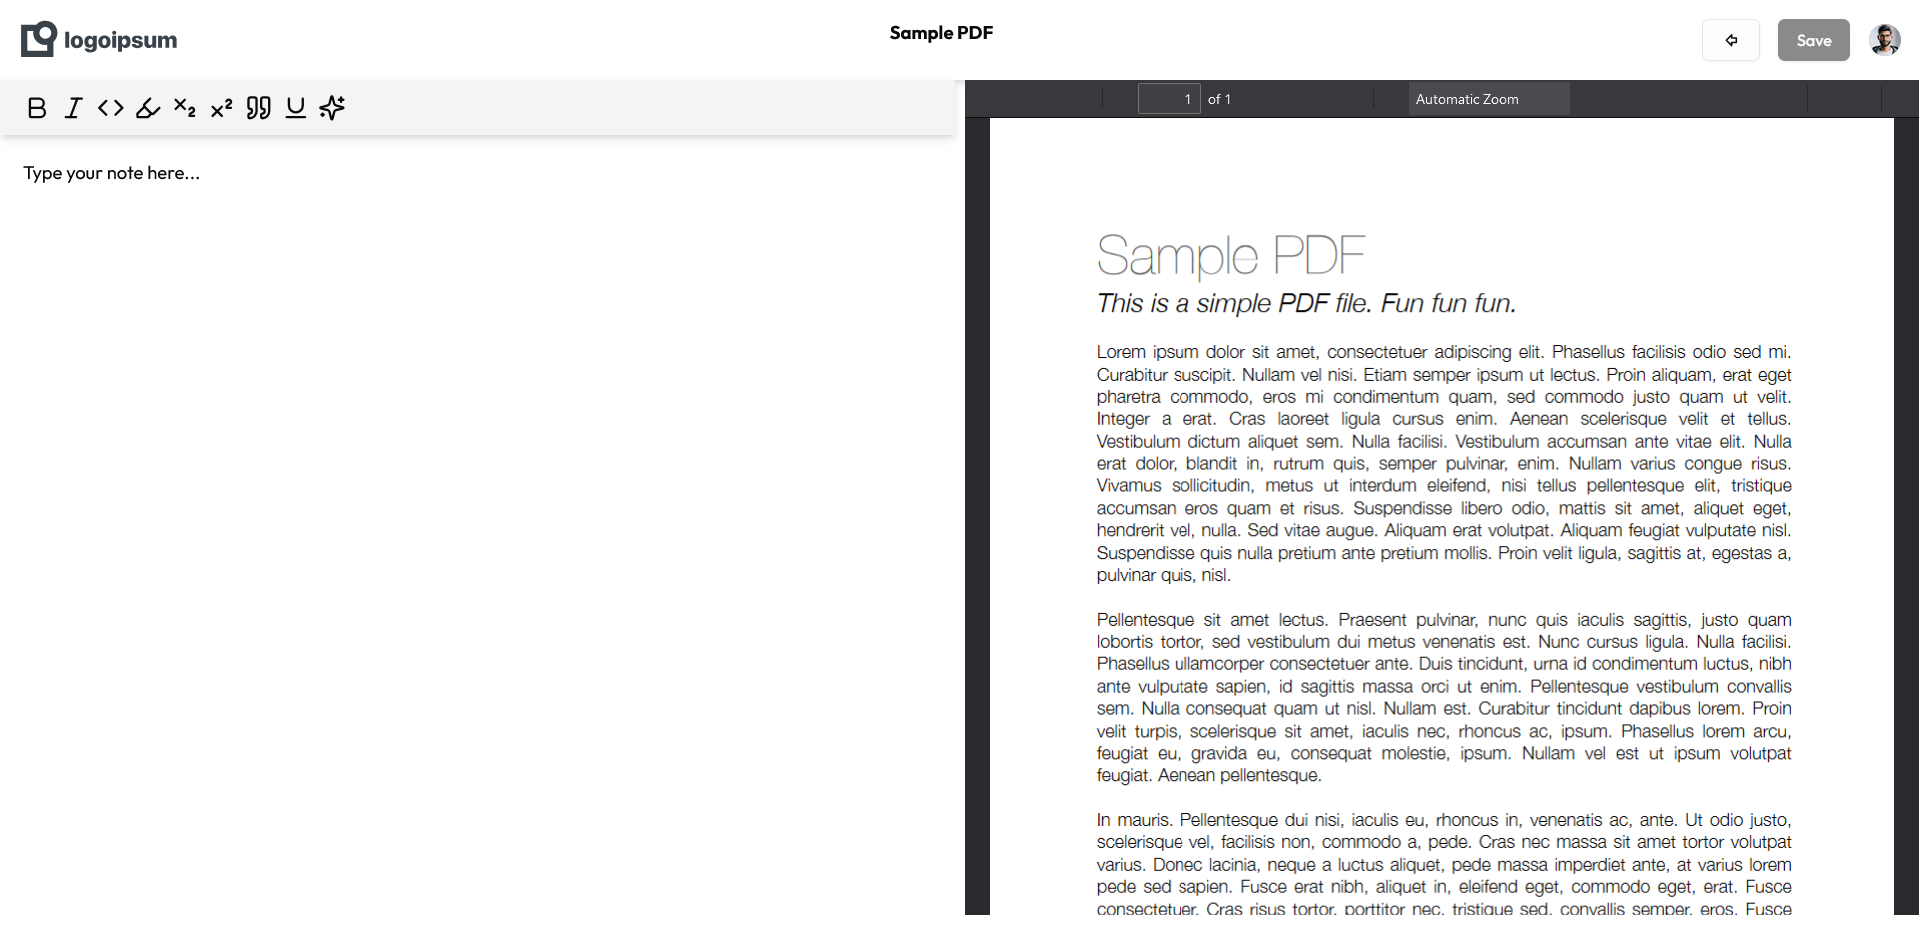 logoipsum
Sample PDF
Save
B I <> x₂ x² U
1 of 1
Automatic Zoom
Type your note here...
Sample PDF
This is a simple PDF file. Fun fun fun.
Lorem ipsum dolor sit amet, consectetuer adipiscing elit. Phasellus facilisis odio sed mi.
Curabitur suscipit. Nullam vel nisi. Etiam semper ipsum ut lectus. Proin aliquam, erat eget
pharetra commodo, eros mi condimentum quam, sed commodo justo quam ut velit.
Integer a erat. Cras laoreet ligula cursus enim. Aenean scelerisque velit et tellus.
Vestibulum dictum aliquet sem. Nulla facilisi. Vestibulum accumsan ante vitae elit. Nulla
erat dolor, blandit in, rutrum quis, semper pulvinar, enim. Nullam varius congue risus.
Vivamus sollicitudin, metus ut interdum eleifend, nisi tellus pellentesque elit, tristique
accumsan eros quam et risus. Suspendisse libero odio, mattis sit amet, aliquet eget,
hendrerit vel, nulla. Sed vitae augue. Aliquam erat volutpat. Aliquam feugiat vulputate nisl.
Suspendisse quis nulla pretium ante pretium mollis. Proin velit ligula, sagittis at, egestas a,
pulvinar quis, nisl.
Pellentesque sit amet lectus. Praesent pulvinar, nunc quis iaculis sagittis, justo quam
lobortis tortor, sed vestibulum dui metus venenatis est. Nunc cursus ligula. Nulla facilisi.
Phasellus ullamcorper consectetuer ante. Duis tincidunt, urna id condimentum luctus, nibh
ante vulputate sapien, id sagittis massa orci ut enim. Pellentesque vestibulum convallis
sem. Nulla consequat quam ut nisl. Nullam est. Curabitur tincidunt dapibus lorem. Proin
velit turpis, scelerisque sit amet, iaculis nec, rhoncus ac, ipsum. Phasellus lorem arcu,
feugiat eu, gravida eu, consequat molestie, ipsum. Nullam vel est ut ipsum volutpat
feugiat. Aenean pellentesque.
In mauris. Pellentesque dui nisi, iaculis eu, rhoncus in, venenatis ac, ante. Ut odio justo,
scelerisque vel, facilisis non, commodo a, pede. Cras nec massa sit amet tortor volutpat
varius. Donec lacinia, neque a luctus aliquet, pede massa imperdiet ante, at varius lorem
pede sed sapien. Fusce erat nibh, aliquet in, eleifend eget, commodo eget, erat. Fusce
consectetuer. Cras risus tortor, porttitor nec, tristique sed, convallis semper, eros. Fusce